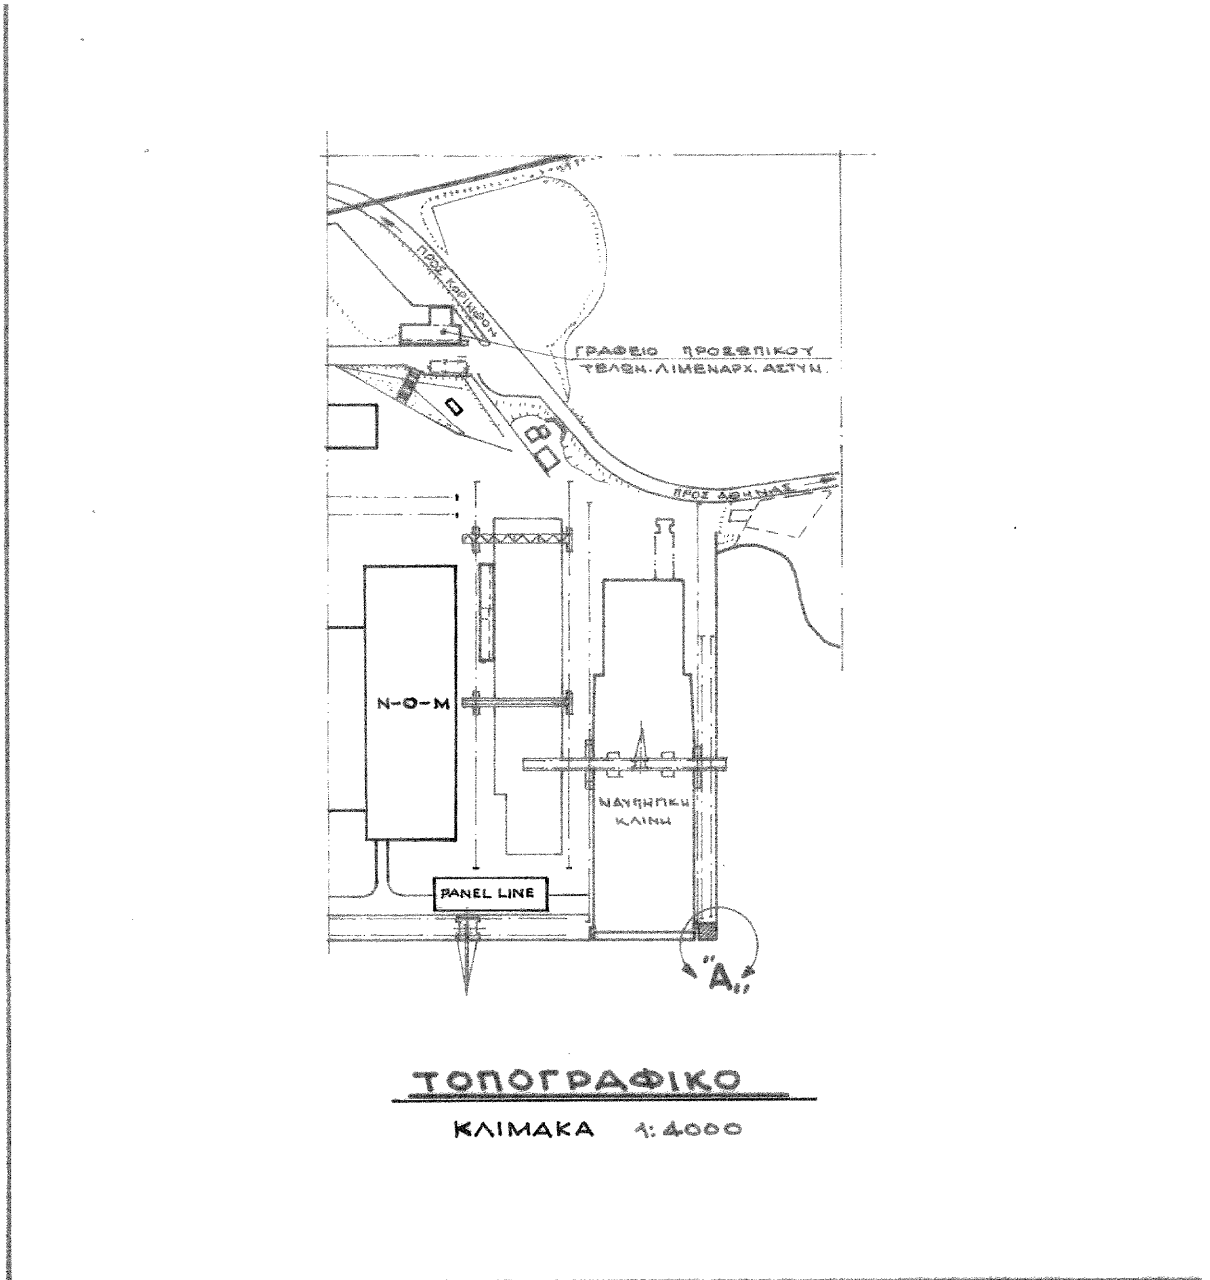 ΠΡΟΣ ΚΟΡΙΝΘΟΝ
ΓΡΑΦΕΙΟ ΠΡΟΣΩΠΙΚΟΥ
ΤΕΛΩΝ. ΛΙΜΕΝΑΡΧ. ΑΣΤΥΝ.
ΠΡΟΣ ΑΘΗΝΑΣ
Ν-Ο-Μ
ΝΑΥΠΗΓΙΚΗ
ΚΛΙΝΗ
PANEL LINE
"Α"
ΤΟΠΟΓΡΑΦΙΚΟ
ΚΛΙΜΑΚΑ 1:4000